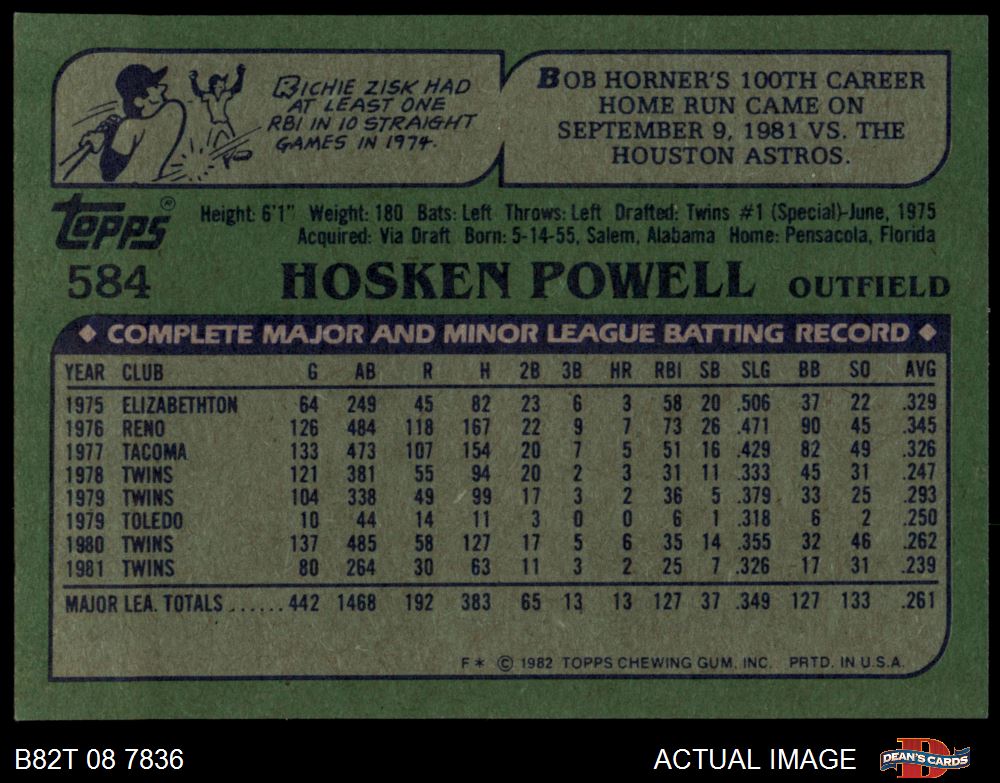 RICHIE ZISK HAD
AT LEAST ONE
RBI IN 10 STRAIGHT
GAMES IN 1974.
BOB HORNER'S 100TH CAREER
HOME RUN CAME ON
SEPTEMBER 9, 1981 VS. THE
HOUSTON ASTROS.
TOPPS®
Height: 6'1" Weight: 180 Bats: Left Throws: Left Drafted: Twins #1 (Special)-June, 1975
Acquired: Via Draft Born: 5-14-55, Salem, Alabama Home: Pensacola, Florida
584 HOSKEN POWELL OUTFIELD
◆ COMPLETE MAJOR AND MINOR LEAGUE BATTING RECORD ◆
YEAR CLUB G AB R H 2B 3B HR RBI SB SLG BB SO AVG
1975 ELIZABETHTON 64 249 45 82 23 6 3 58 20 .506 37 22 .329
1976 RENO 126 484 118 167 22 9 7 73 26 .471 90 45 .345
1977 TACOMA 133 473 107 154 20 7 5 51 16 .429 82 49 .326
1978 TWINS 121 381 55 94 20 2 3 31 11 .333 45 31 .247
1979 TWINS 104 338 49 99 17 3 2 36 5 .379 33 25 .293
1979 TOLEDO 10 44 14 11 3 0 0 6 1 .318 6 2 .250
1980 TWINS 137 485 58 127 17 5 6 35 14 .355 32 46 .262
1981 TWINS 80 264 30 63 11 3 2 25 7 .326 17 31 .239
MAJOR LEA. TOTALS ...... 442 1468 192 383 65 13 13 127 37 .349 127 133 .261
F* © 1982 TOPPS CHEWING GUM, INC. PRTD. IN U.S.A.
B82T 08 7836
ACTUAL IMAGE
D
DEAN'S CARDS